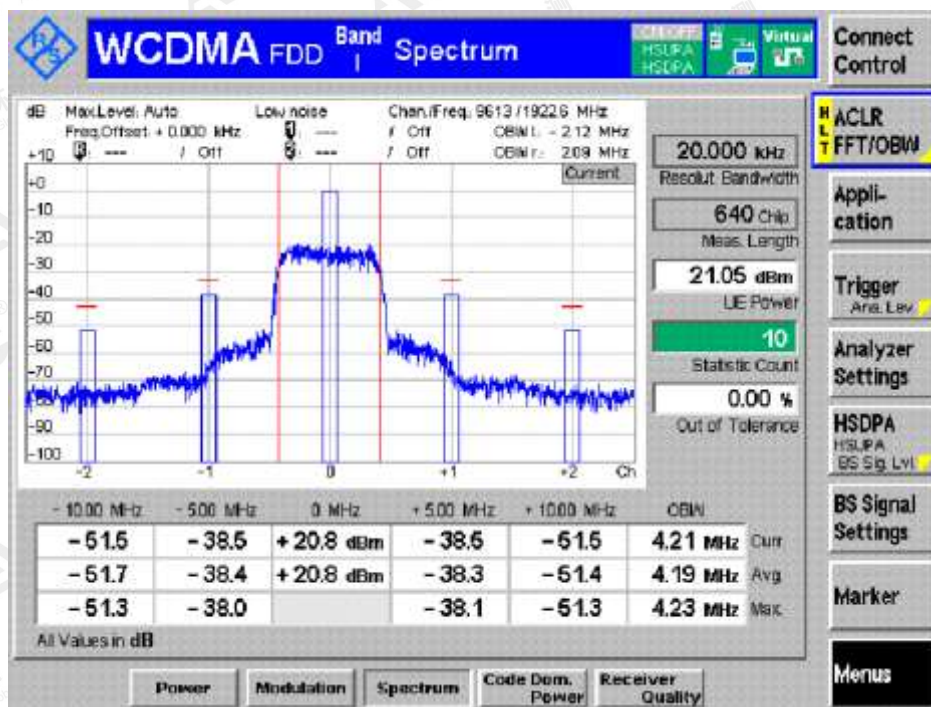 WCDMA FDD Band I Spectrum
HSUPA
HSDPA
Virtual
Connect Control
dB Max.Level: Auto Low noise Chan./Freq.: 9613 / 1922.6 MHz
Freq.Offset: + 0.000 kHz --- / Off OBW l.: - 2.12 MHz
--- / Off --- / Off OBW r.: 2.09 MHz
Current
+10
+0
-10
-20
-30
-40
-50
-60
-70
-80
-90
-100
-2 -1 0 +1 +2 Ch
20.000 kHz
Resolut. Bandwidth
640 Chip
Meas. Length
21.05 dBm
UE Power
10
Statistic Count
0.00 %
Out of Tolerance
- 10.00 MHz - 5.00 MHz 0 MHz + 5.00 MHz + 10.00 MHz OBW
- 51.5 - 38.5 + 20.8 dBm - 38.5 - 51.5 4.21 MHz Curr.
- 51.7 - 38.4 + 20.8 dBm - 38.3 - 51.4 4.19 MHz Avg.
- 51.3 - 38.0 - 38.1 - 51.3 4.23 MHz Max.
All Values in dB
Power
Modulation
Spectrum
Code Dom. Power
Receiver Quality
HLT
ACLR
FFT/OBW
Appli-
cation
Trigger
Ana. Lev.
Analyzer
Settings
HSDPA
HSUPA
BS Sig. Lvl.
BS Signal
Settings
Marker
Menus